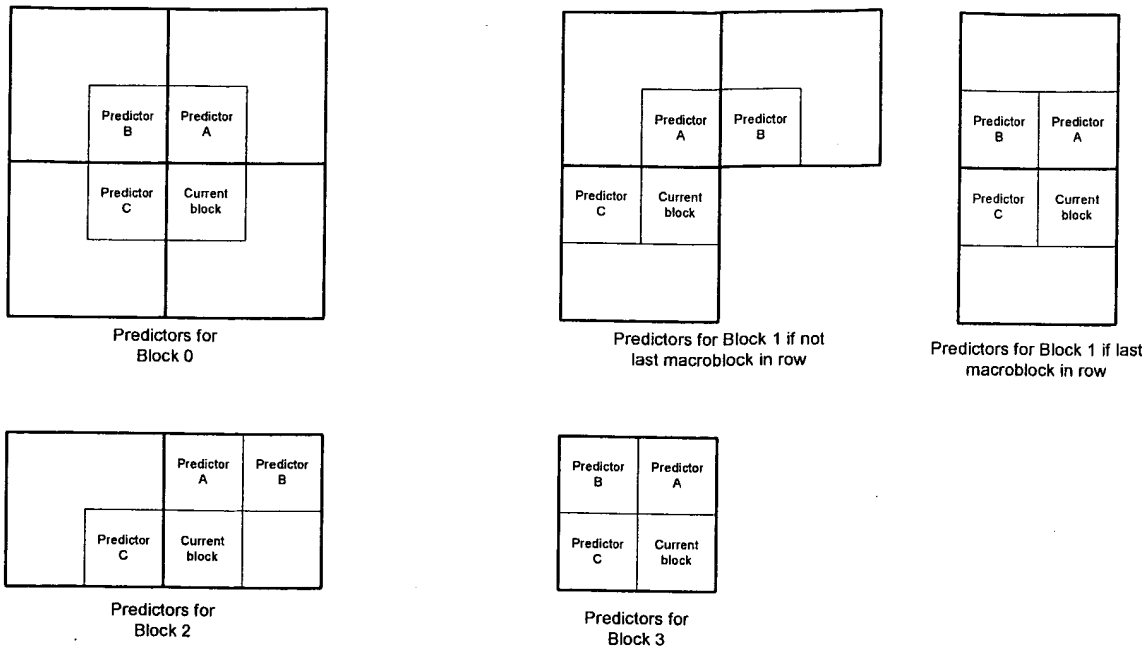 Predictor
B
Predictor
A
Predictor
C
Current
block
Predictors for
Block 0
Predictor
A
Predictor
B
Predictor
C
Current
block
Predictors for Block 1 if not
last macroblock in row
Predictor
B
Predictor
A
Predictor
C
Current
block
Predictors for Block 1 if last
macroblock in row
Predictor
A
Predictor
B
Predictor
C
Current
block
Predictors for
Block 2
Predictor
B
Predictor
A
Predictor
C
Current
block
Predictors for
Block 3